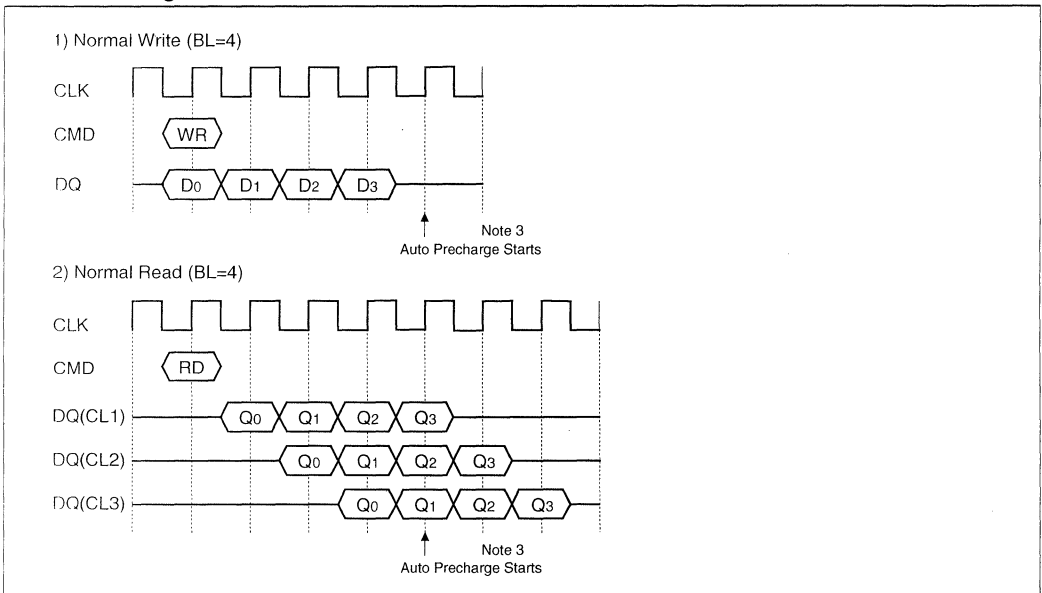 1) Normal Write (BL=4)
CLK
CMD WR
DQ D0 D1 D2 D3
Note 3
Auto Precharge Starts
2) Normal Read (BL=4)
CLK
CMD RD
DQ(CL1) Q0 Q1 Q2 Q3
DQ(CL2) Q0 Q1 Q2 Q3
DQ(CL3) Q0 Q1 Q2 Q3
Note 3
Auto Precharge Starts